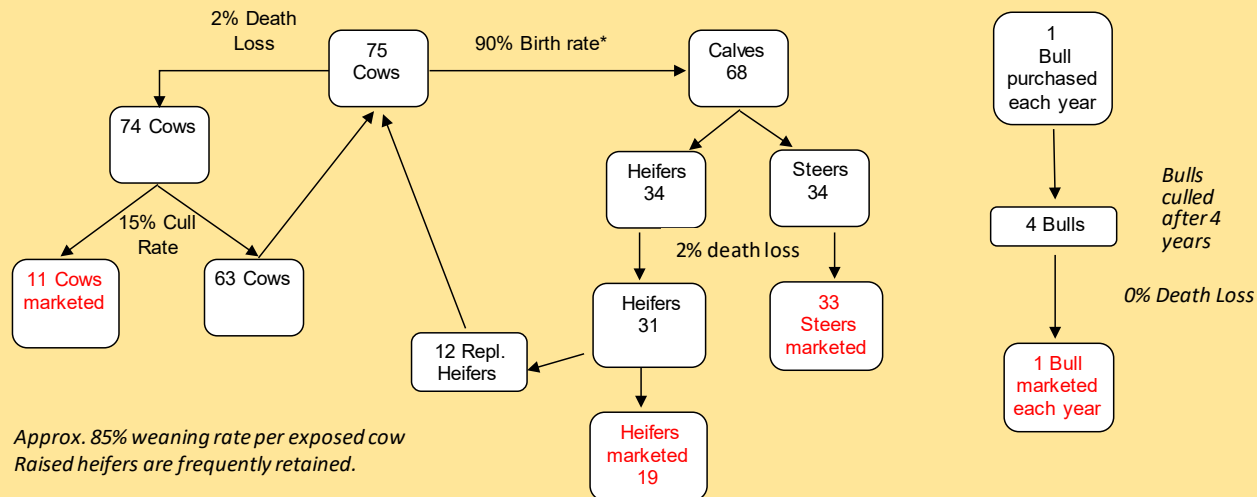 2% Death
Loss
75
Cows
90% Birth rate*
Calves
68
74 Cows
15% Cull
Rate
11 Cows
marketed
63 Cows
Heifers
34
Steers
34
2% death loss
Heifers
31
33
Steers
marketed
12 Repl.
Heifers
Heifers
marketed
19
1
Bull
purchased
each year
4 Bulls
Bulls
culled
after 4
years
0% Death Loss
1 Bull
marketed
each year
Approx. 85% weaning rate per exposed cow
Raised heifers are frequently retained.